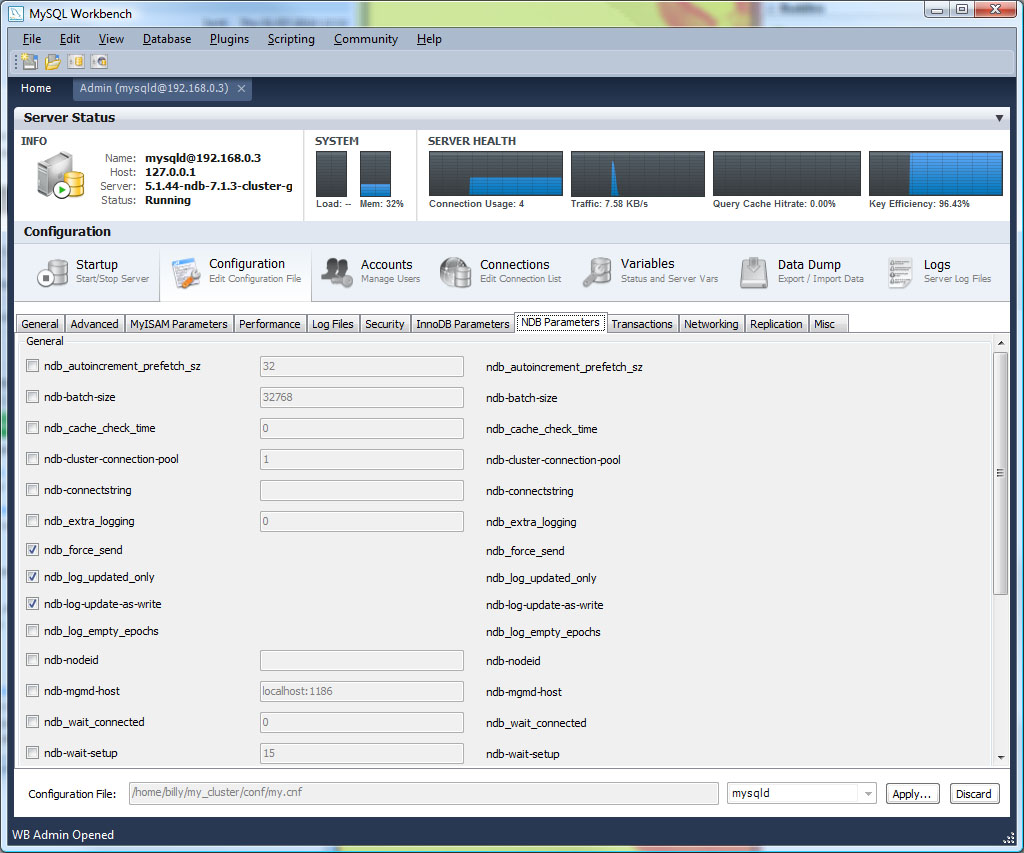 MySQL Workbench
File Edit View Database Plugins Scripting Community Help
Home Admin (mysqld@192.168.0.3)
Server Status
INFO
Name: mysqld@192.168.0.3
Host: 127.0.0.1
Server: 5.1.44-ndb-7.1.3-cluster-g
Status: Running
SYSTEM
Load: -- Mem: 32%
SERVER HEALTH
Connection Usage: 4 Traffic: 7.58 KB/s Query Cache Hitrate: 0.00% Key Efficiency: 96.43%
Configuration
Startup
Start/Stop Server
Configuration
Edit Configuration File
Accounts
Manage Users
Connections
Edit Connection List
Variables
Status and Server Vars
Data Dump
Export / Import Data
Logs
Server Log Files
General Advanced MyISAM Parameters Performance Log Files Security InnoDB Parameters NDB Parameters Transactions Networking Replication Misc
General
ndb_autoincrement_prefetch_sz 32 ndb_autoincrement_prefetch_sz
ndb-batch-size 32768 ndb-batch-size
ndb_cache_check_time 0 ndb_cache_check_time
ndb-cluster-connection-pool 1 ndb-cluster-connection-pool
ndb-connectstring ndb-connectstring
ndb_extra_logging 0 ndb_extra_logging
ndb_force_send ndb_force_send
ndb_log_updated_only ndb_log_updated_only
ndb-log-update-as-write ndb-log-update-as-write
ndb_log_empty_epochs ndb_log_empty_epochs
ndb-nodeid ndb-nodeid
ndb-mgmd-host localhost:1186 ndb-mgmd-host
ndb_wait_connected 0 ndb_wait_connected
ndb-wait-setup 15 ndb-wait-setup
Configuration File: /home/billy/my_cluster/conf/my.cnf mysqld Apply... Discard
WB Admin Opened